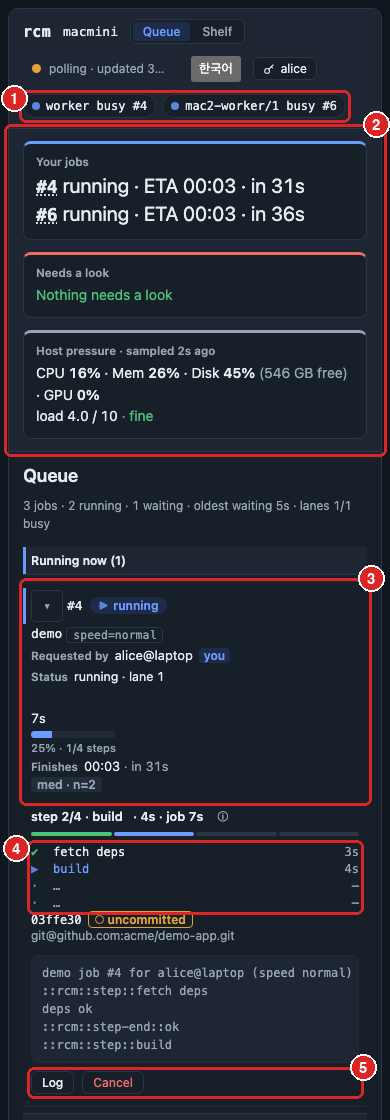 rcm macmini Queue Shelf
polling · updated 3… 한국어 alice
1
worker busy #4 mac2-worker/1 busy #6
2
Your jobs
#4 running · ETA 00:03 · in 31s
#6 running · ETA 00:03 · in 36s
Needs a look
Nothing needs a look
Host pressure · sampled 2s ago
CPU 16% · Mem 26% · Disk 45% (546 GB free)
· GPU 0%
load 4.0 / 10 · fine
Queue
3 jobs · 2 running · 1 waiting · oldest waiting 5s · lanes 1/1
busy
Running now (1)
3
▾ #4 ▶ running
demo speed=normal
Requested by alice@laptop you
Status running · lane 1
7s
25% · 1/4 steps
Finishes 00:03 · in 31s
med · n=2
step 2/4 · build · 4s · job 7s ⓘ
4
✔ fetch deps 3s
▶ build 4s
· … —
· … —
03ffe30 uncommitted
git@github.com:acme/demo-app.git
demo job #4 for alice@laptop (speed normal)
::rcm::step::fetch deps
deps ok
::rcm::step-end::ok
::rcm::step::build
5
Log Cancel